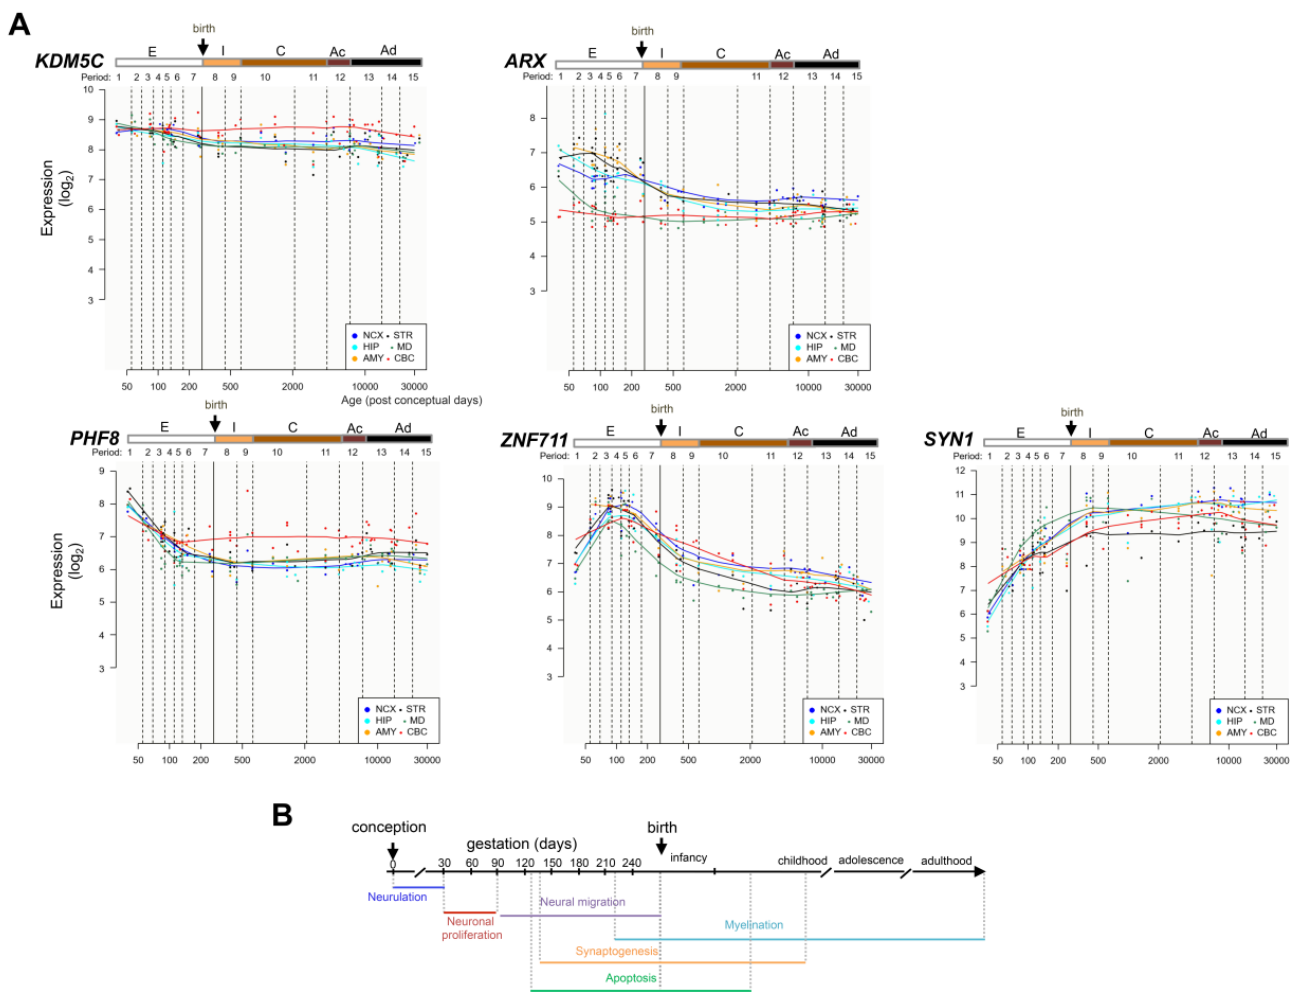 A
birth
E I C Ac Ad
KDM5C
Period: 1 2 3 4 5 6 7 8 9 10 11 12 13 14 15
10
9
8
7
6
5
4
3
Expression
(log2)
NCX STR
HIP MD
AMY CBC
50 100 200 500 2000 10000 30000
Age (post conceptual days)
birth
E I C Ac Ad
ARX
Period: 1 2 3 4 5 6 7 8 9 11 12 13 14 15
8
7
6
5
4
3
NCX STR
HIP MD
AMY CBC
50 100 200 500 2000 10000 30000
birth
E I C Ac Ad
PHF8
Period: 1 2 3 4 5 6 7 8 9 10 11 12 13 14 15
9
8
7
6
5
4
3
Expression
(log2)
NCX STR
HIP MD
AMY CBC
50 100 200 500 2000 10000 30000
birth
E I C Ac Ad
ZNF711
Period: 1 2 3 4 5 6 7 8 9 10 11 12 13 14 15
10
9
8
7
6
5
4
3
NCX STR
HIP MD
AMY CBC
50 100 200 500 2000 10000 30000
birth
E I C Ac Ad
SYN1
Period: 1 2 3 4 5 6 7 8 9 10 11 12 13 14 15
12
11
10
9
8
7
6
5
4
3
NCX STR
HIP MD
AMY CBC
50 100 200 500 2000 10000 30000
B
conception
birth
gestation (days)
infancy childhood adolescence adulthood
0 30 60 90 120 150 180 210 240
Neurulation
Neural migration
Neuronal
proliferation
Myelination
Synaptogenesis
Apoptosis